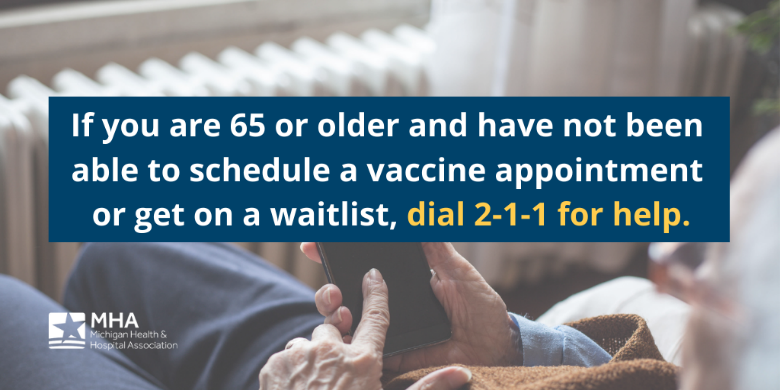 If you are 65 or older and have not been
able to schedule a vaccine appointment
or get on a waitlist, dial 2-1-1 for help.
MHA
Michigan Health &
Hospital Association